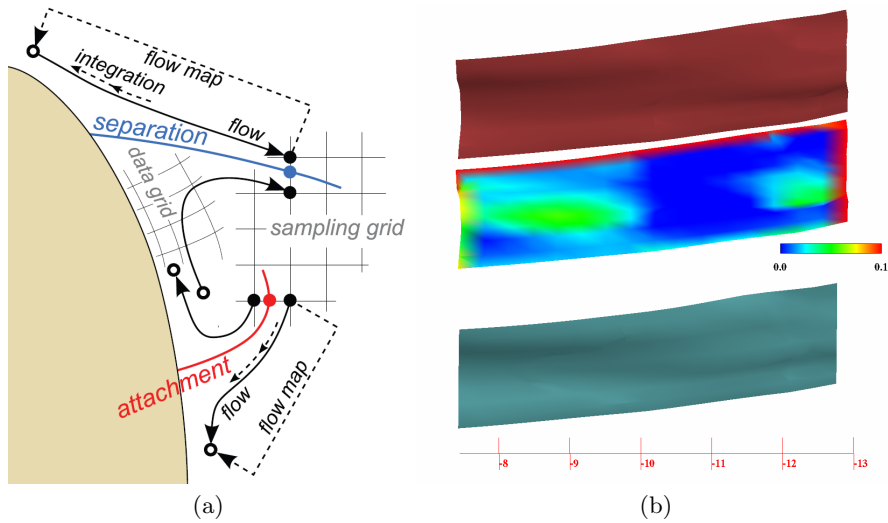 flow map
integration
flow
separation
data grid
sampling grid
attachment
flow
flow map
(a)
0.0 0.1
-8 -9 -10 -11 -12 -13
(b)